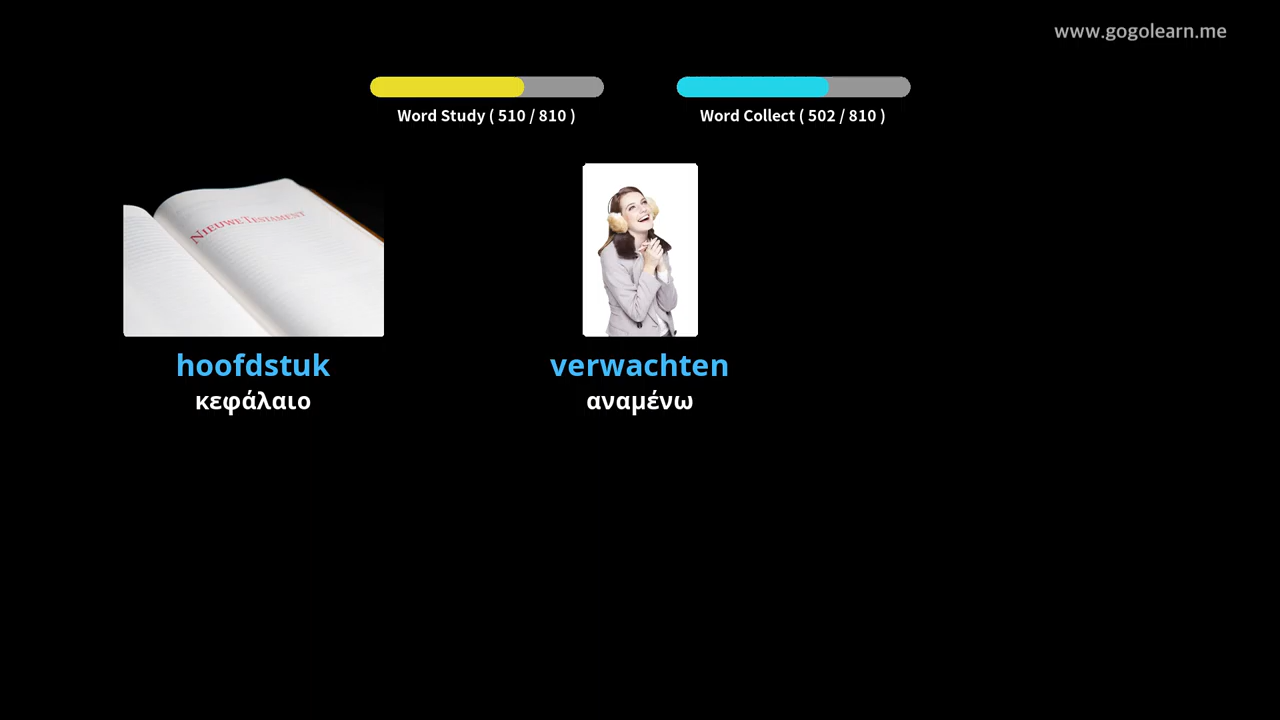 www.gogolearn.me
Word Study ( 510 / 810 )
Word Collect ( 502 / 810 )
NIEUWE TESTAMENT
hoofdstuk
verwachten
κεφάλαιο
αναμένω